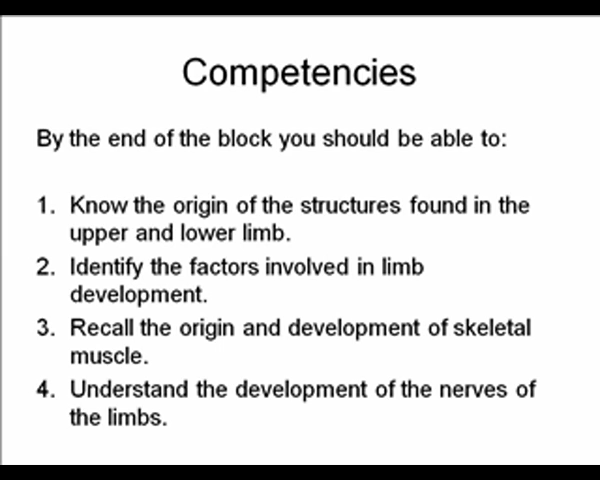 Competencies
By the end of the block you should be able to:
1. Know the origin of the structures found in the
upper and lower limb.
2. Identify the factors involved in limb
development.
3. Recall the origin and development of skeletal
muscle.
4. Understand the development of the nerves of
the limbs.